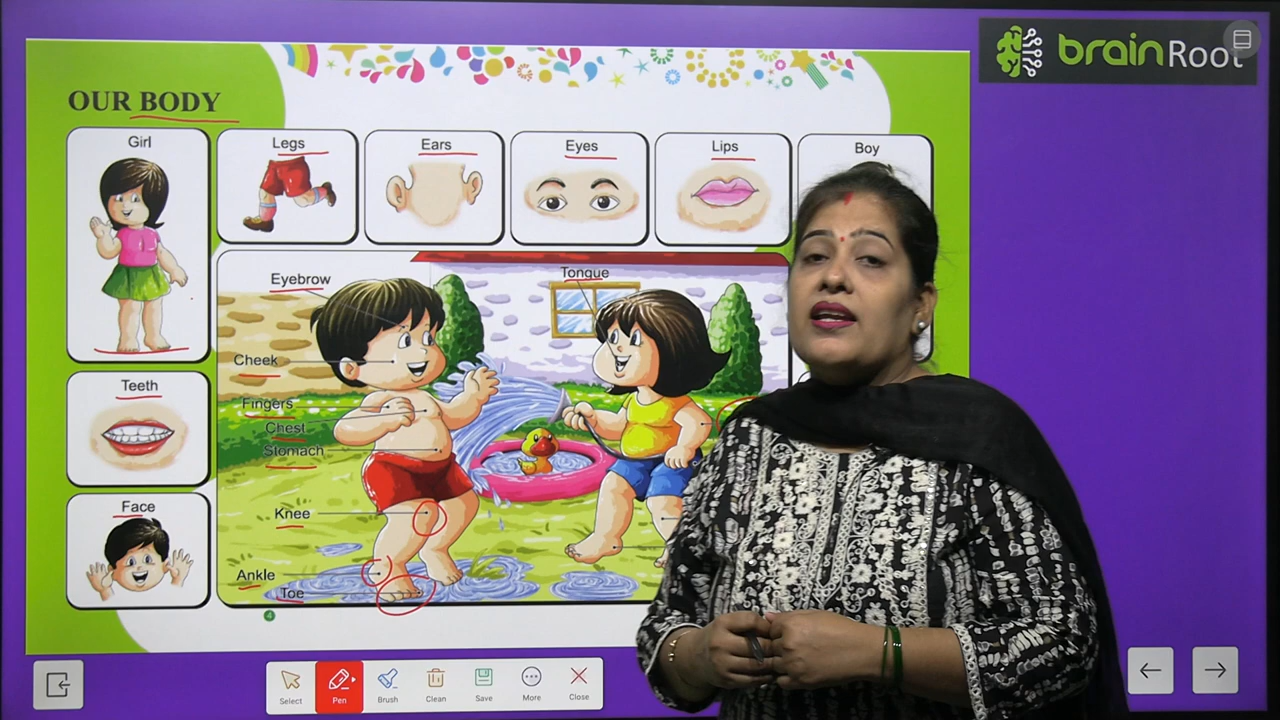 brainRoot
OUR BODY
Girl
Legs
Ears
Eyes
Lips
Boy
Eyebrow
Tongue
Cheek
Teeth
Fingers
Chest
Stomach
Face
Knee
Ankle
Toe
4
Select
Pen
Brush
Clean
Save
More
Close